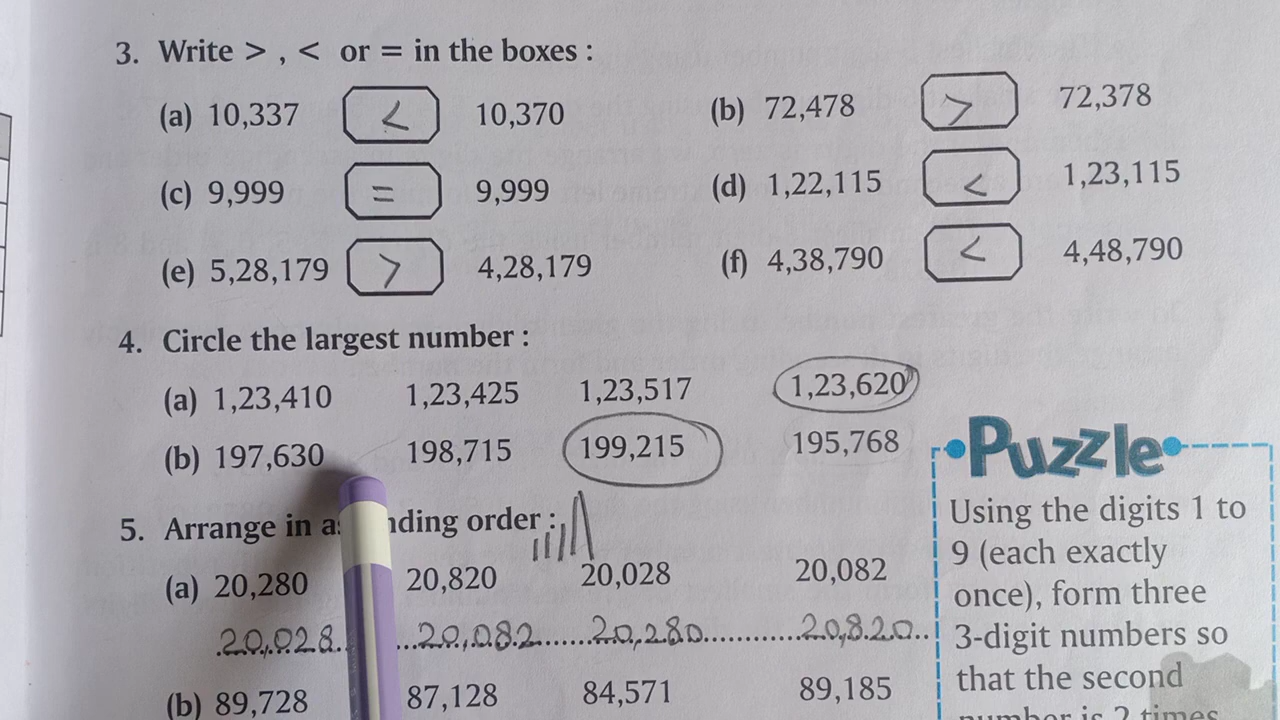 3. Write > , < or = in the boxes :
(a) 10,337 < 10,370 (b) 72,478 > 72,378
(c) 9,999 = 9,999 (d) 1,22,115 < 1,23,115
(e) 5,28,179 > 4,28,179 (f) 4,38,790 < 4,48,790
4. Circle the largest number :
(a) 1,23,410 1,23,425 1,23,517 1,23,620
(b) 197,630 198,715 199,215 195,768
5. Arrange in a nding order :
(a) 20,280 20,820 20,028 20,082
20,028 20,082 20,280 20,820
(b) 89,728 87,128 84,571 89,185
Puzzle
Using the digits 1 to
9 (each exactly
once), form three
3-digit numbers so
that the second
number is 2 times